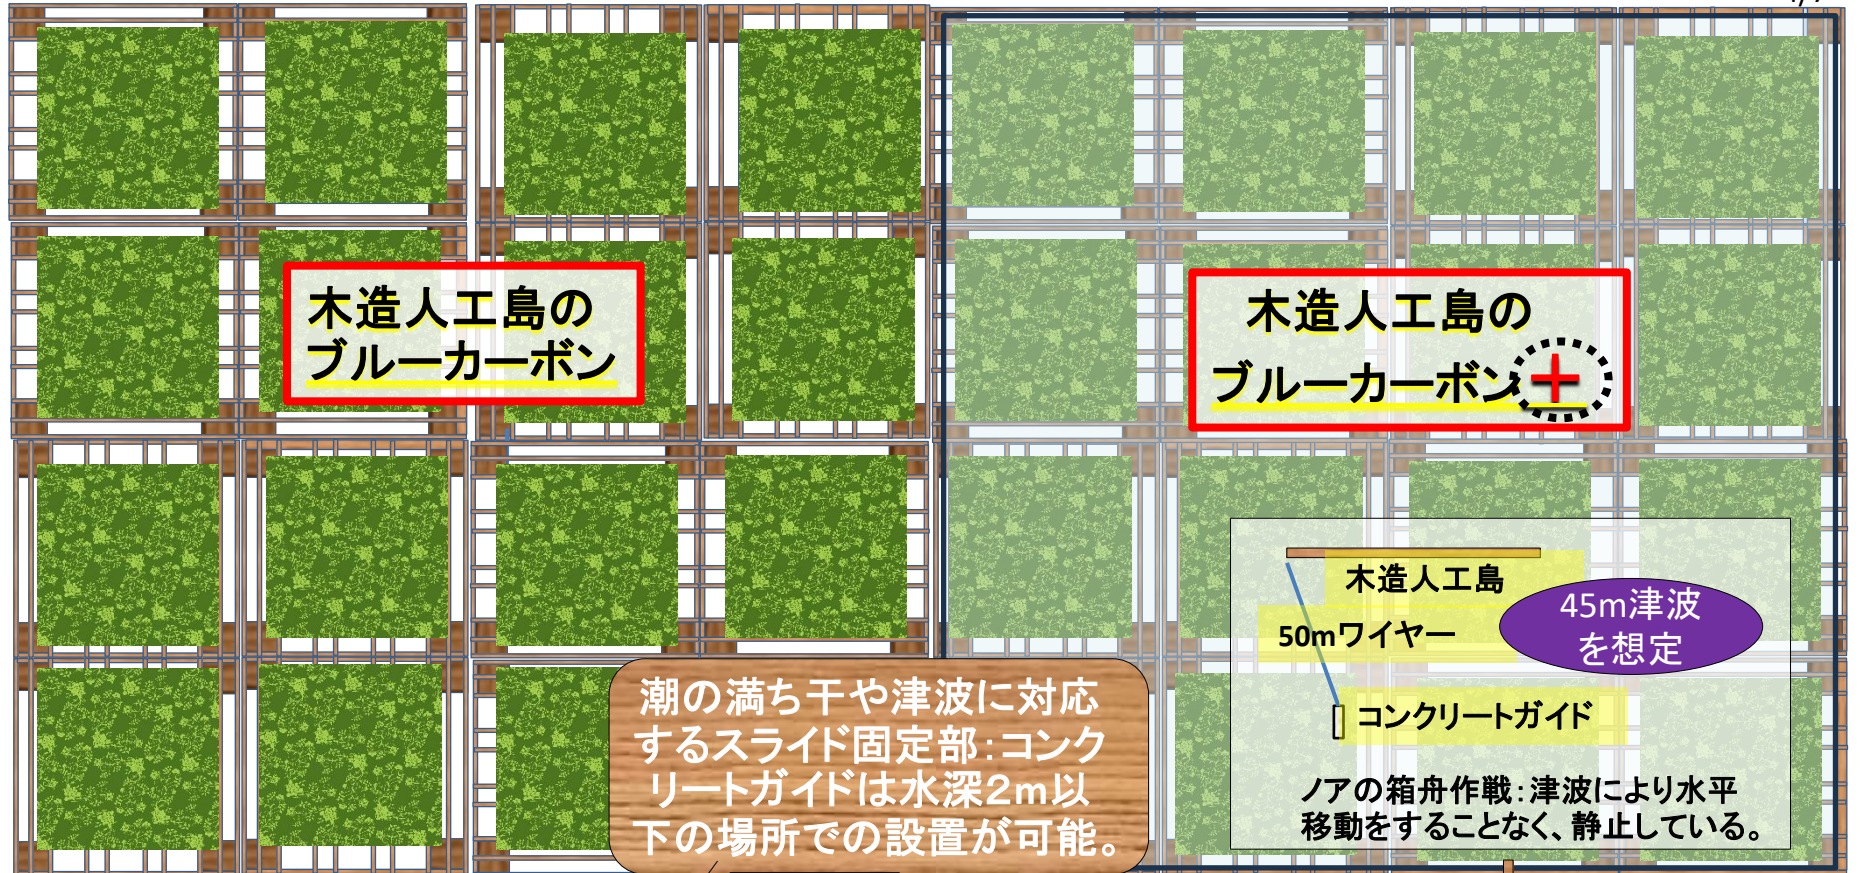 木造人工島の
ブルーカーボン
木造人工島の
ブルーカーボン＋
木造人工島
50mワイヤー
45m津波
を想定
コンクリートガイド
ノアの箱舟作戦：津波により水平
移動をすることなく、静止している。
潮の満ち干や津波に対応
するスライド固定部：コンク
リートガイドは水深2m以
下の場所での設置が可能。